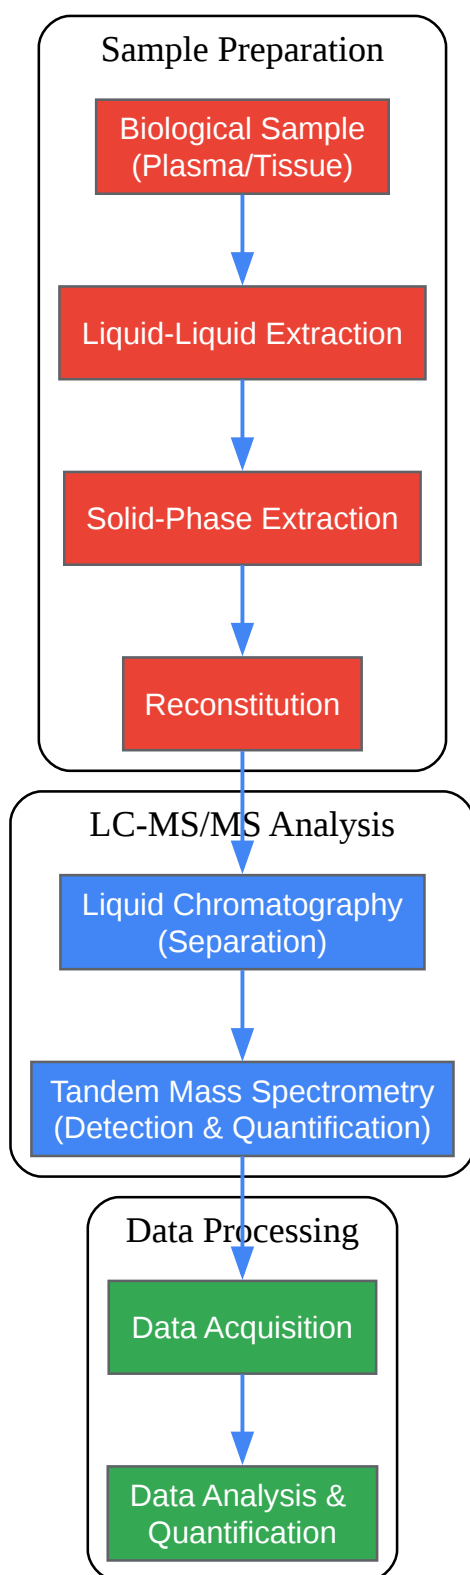 Sample Preparation
Biological Sample
(Plasma/Tissue)
Liquid-Liquid Extraction
Solid-Phase Extraction
Reconstitution
LC-MS/MS Analysis
Liquid Chromatography
(Separation)
Tandem Mass Spectrometry
(Detection & Quantification)
Data Processing
Data Acquisition
Data Analysis &
Quantification